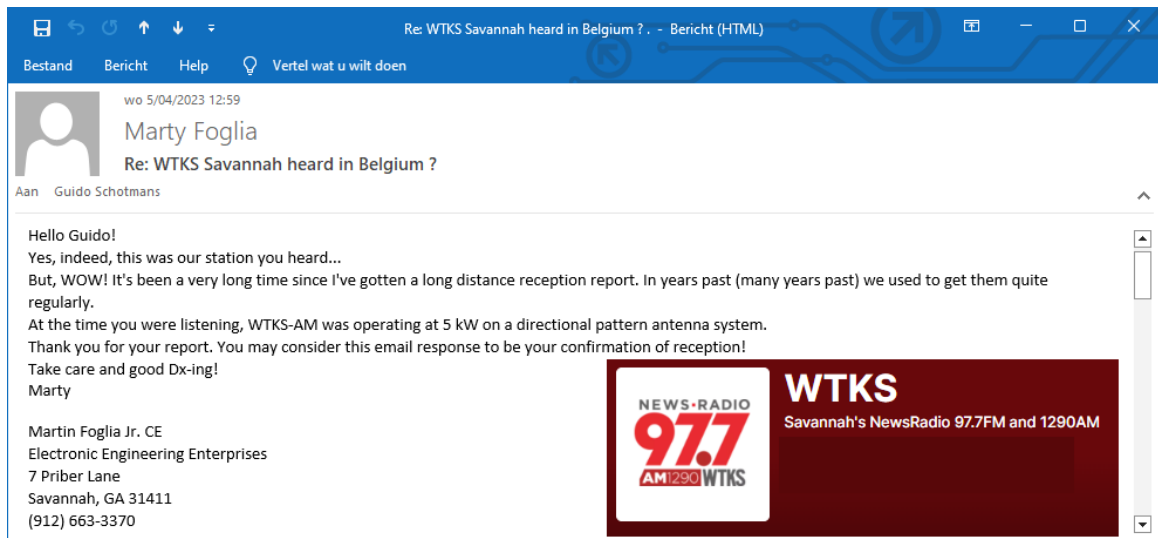 Re: WTKS Savannah heard in Belgium ? . - Bericht (HTML)
Bestand Bericht Help Vertel wat u wilt doen
wo 5/04/2023 12:59
Marty Foglia
Re: WTKS Savannah heard in Belgium ?
Aan Guido Schotmans
Hello Guido!
Yes, indeed, this was our station you heard...
But, WOW! It's been a very long time since I've gotten a long distance reception report. In years past (many years past) we used to get them quite
regularly.
At the time you were listening, WTKS-AM was operating at 5 kW on a directional pattern antenna system.
Thank you for your report. You may consider this email response to be your confirmation of reception!
Take care and good Dx-ing!
Marty
Martin Foglia Jr. CE
Electronic Engineering Enterprises
7 Priber Lane
Savannah, GA 31411
(912) 663-3370
NEWS•RADIO
97.7
AM1290 WTKS
WTKS
Savannah's NewsRadio 97.7FM and 1290AM